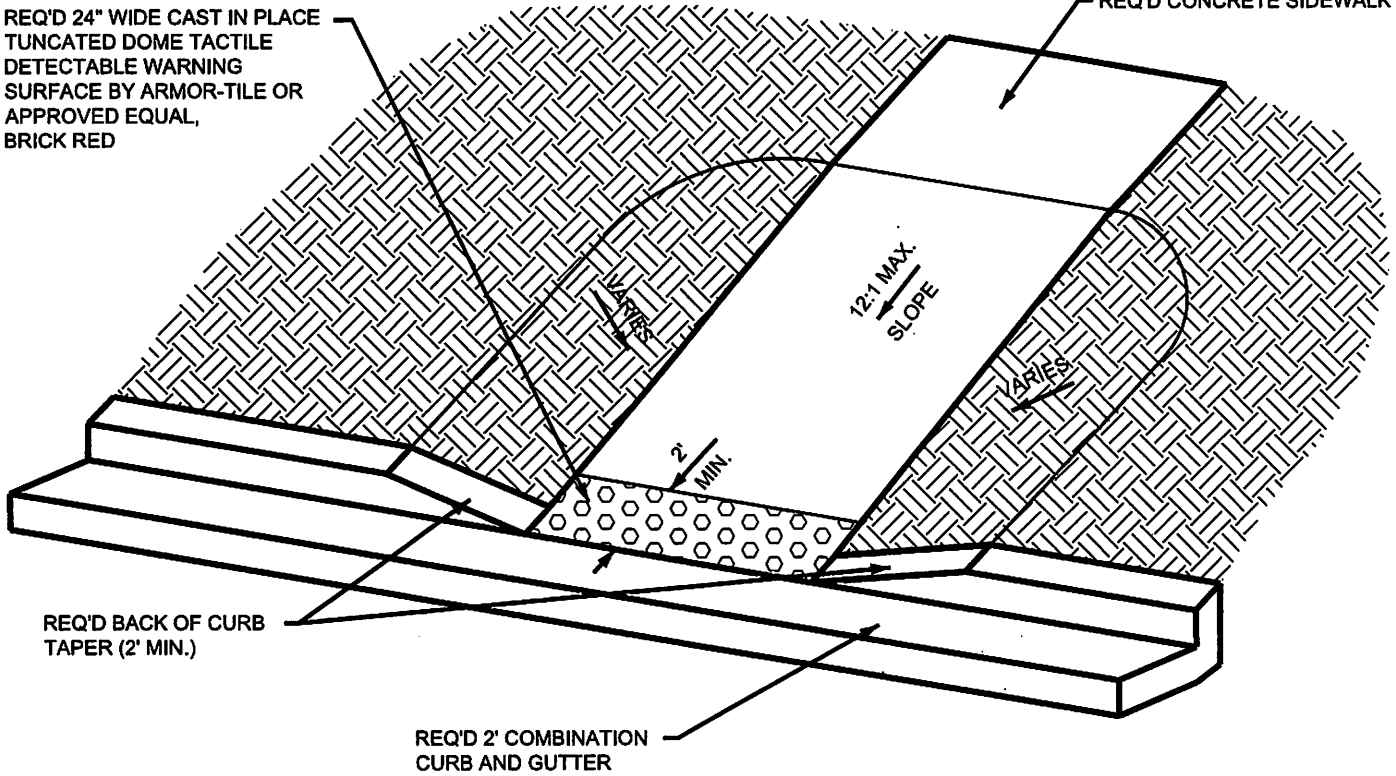 REQ'D 24" WIDE CAST IN PLACE
TUNCATED DOME TACTILE
DETECTABLE WARNING
SURFACE BY ARMOR-TILE OR
APPROVED EQUAL,
BRICK RED
REQ'D CONCRETE SIDEWALK
VARIES
12:1 MAX.
SLOPE
VARIES
2'
MIN.
REQ'D BACK OF CURB
TAPER (2' MIN.)
REQ'D 2' COMBINATION
CURB AND GUTTER